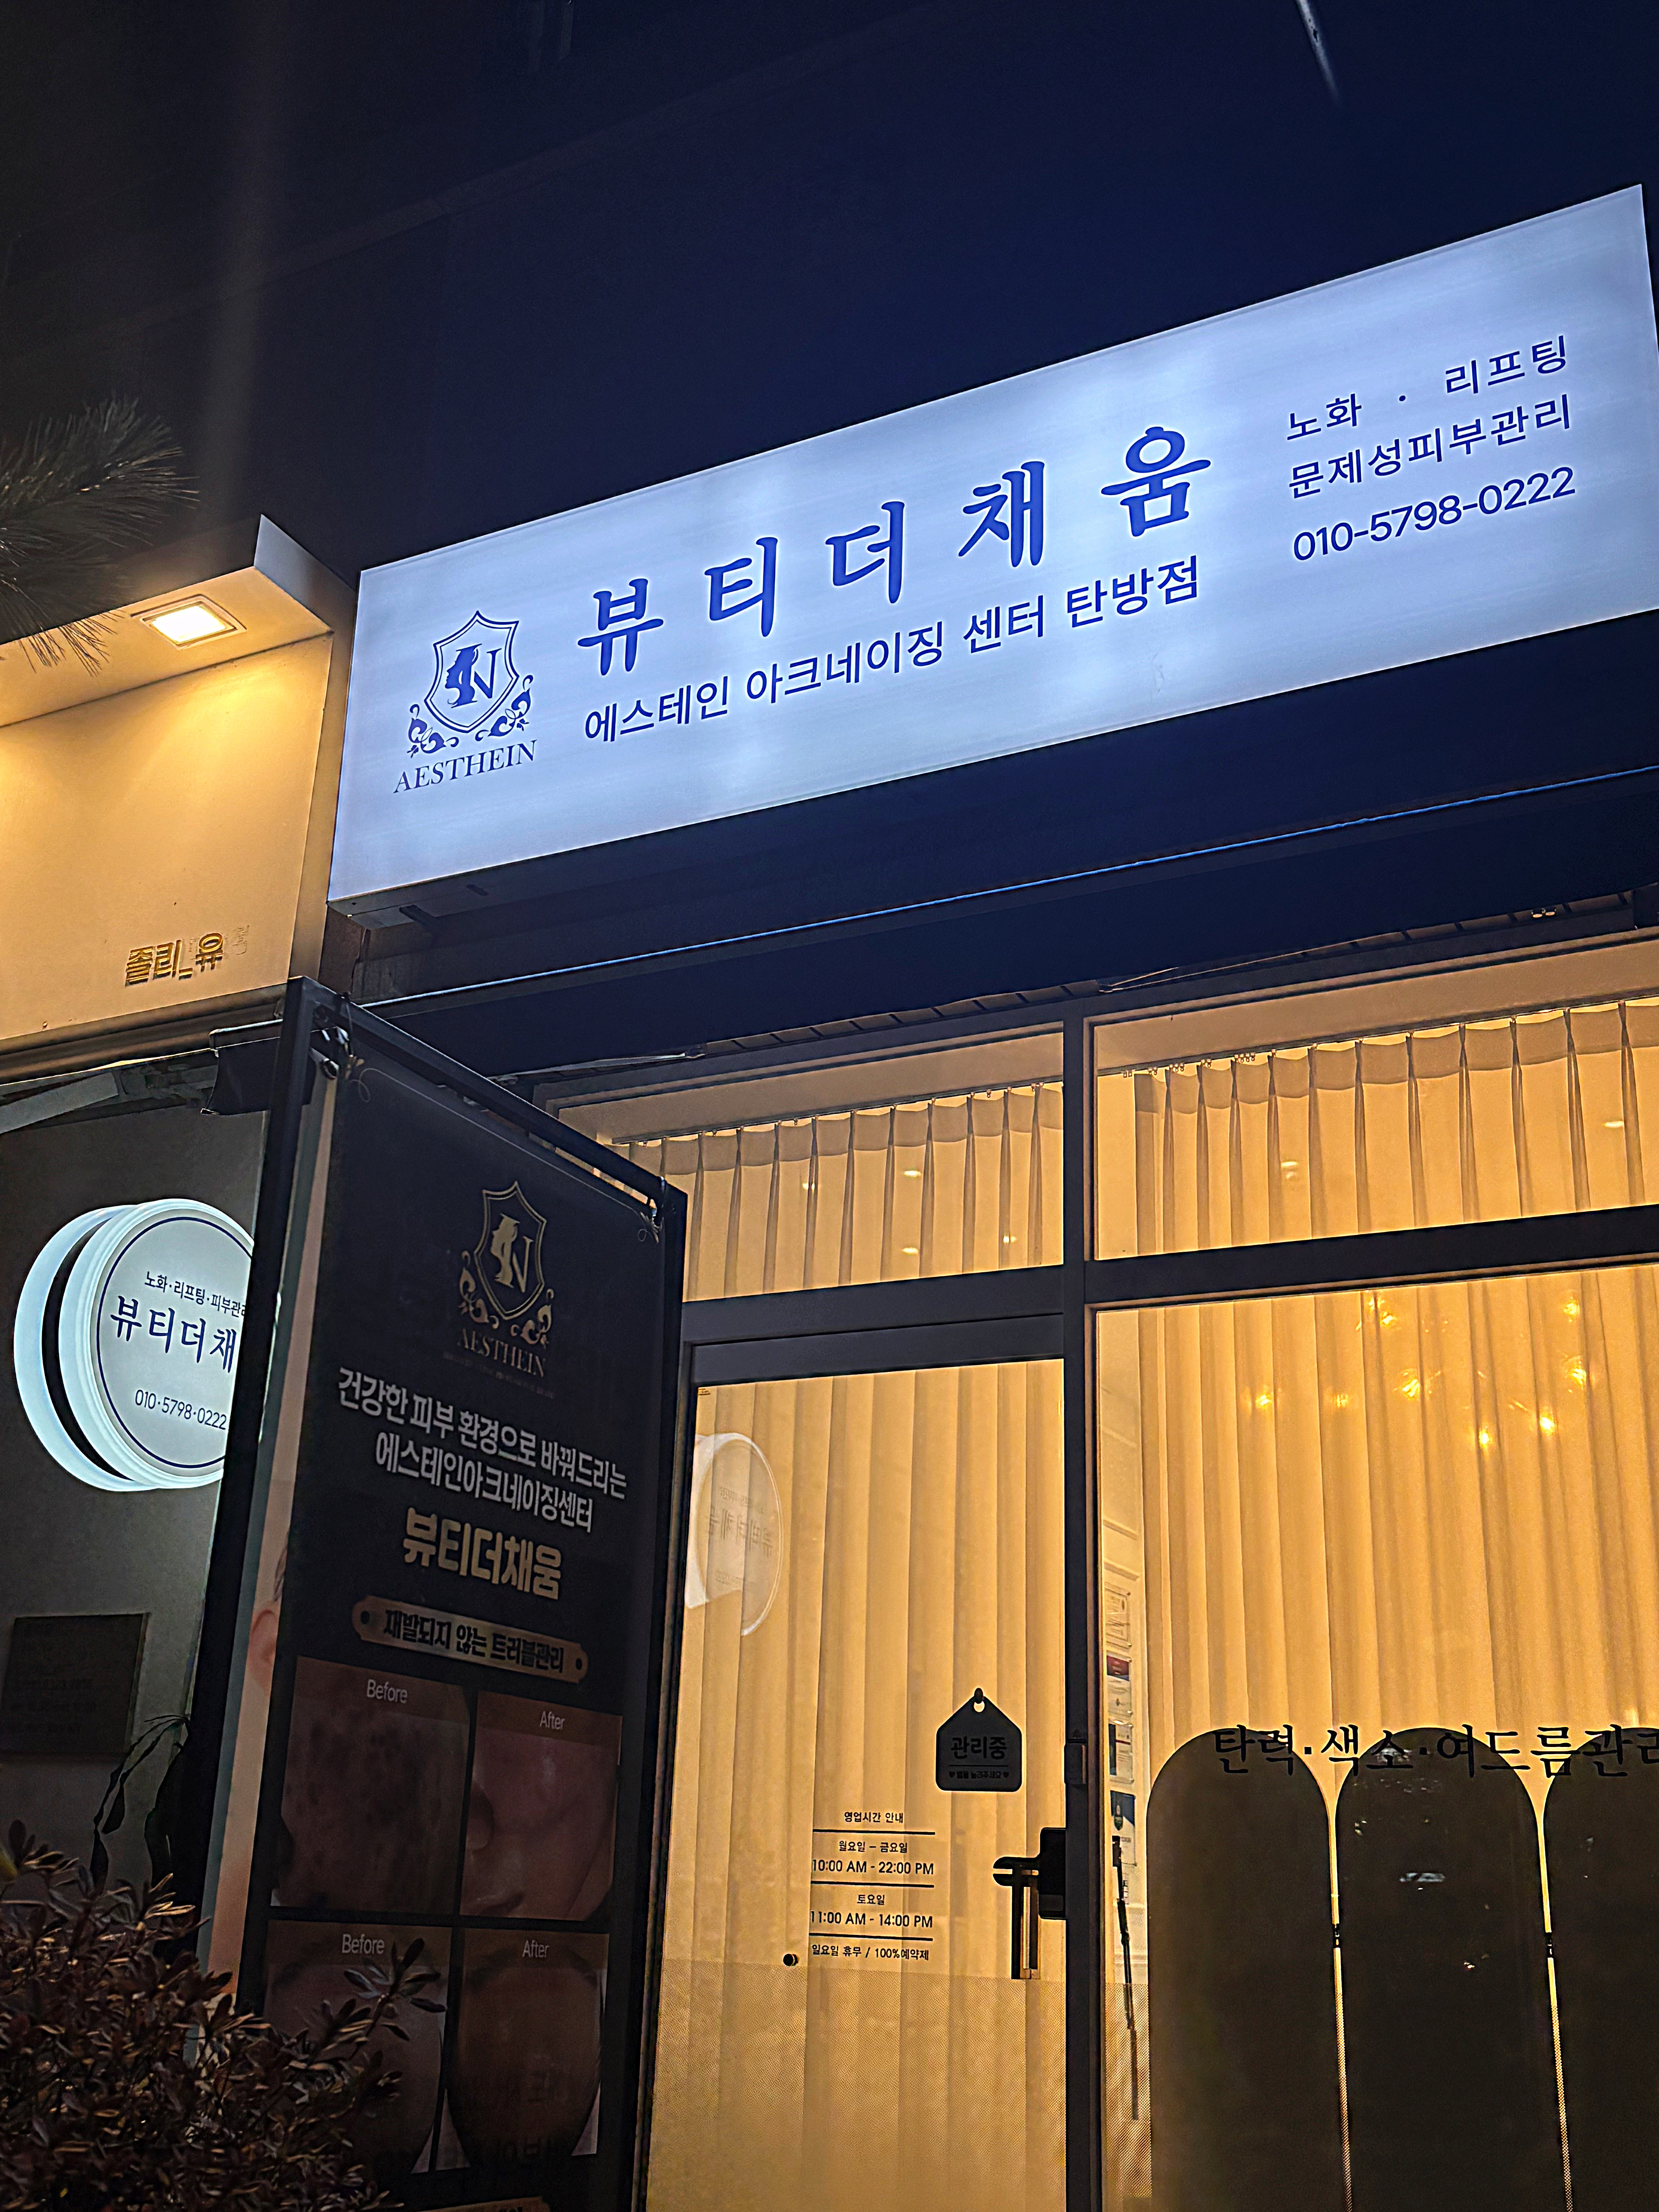 뷰티더채움
에스테인 아크네이징 센터 탄방점
노화 · 리프팅
문제성피부관리
010-5798-0222
AESTHEIN
졸리_유
노화·리프팅·피부관리
뷰티더채
010·5798·0222
AESTHEIN
건강한 피부 환경으로 바꿔드리는
에스테인아크네이징센터
뷰티더채움
재발되지 않는 트러블관리
Before
After
Before
After
관리중
영업시간 안내
월요일 - 금요일
10:00 AM - 22:00 PM
토요일
11:00 AM - 14:00 PM
일요일 휴무 / 100%예약제
탄력·색소·여드름관리